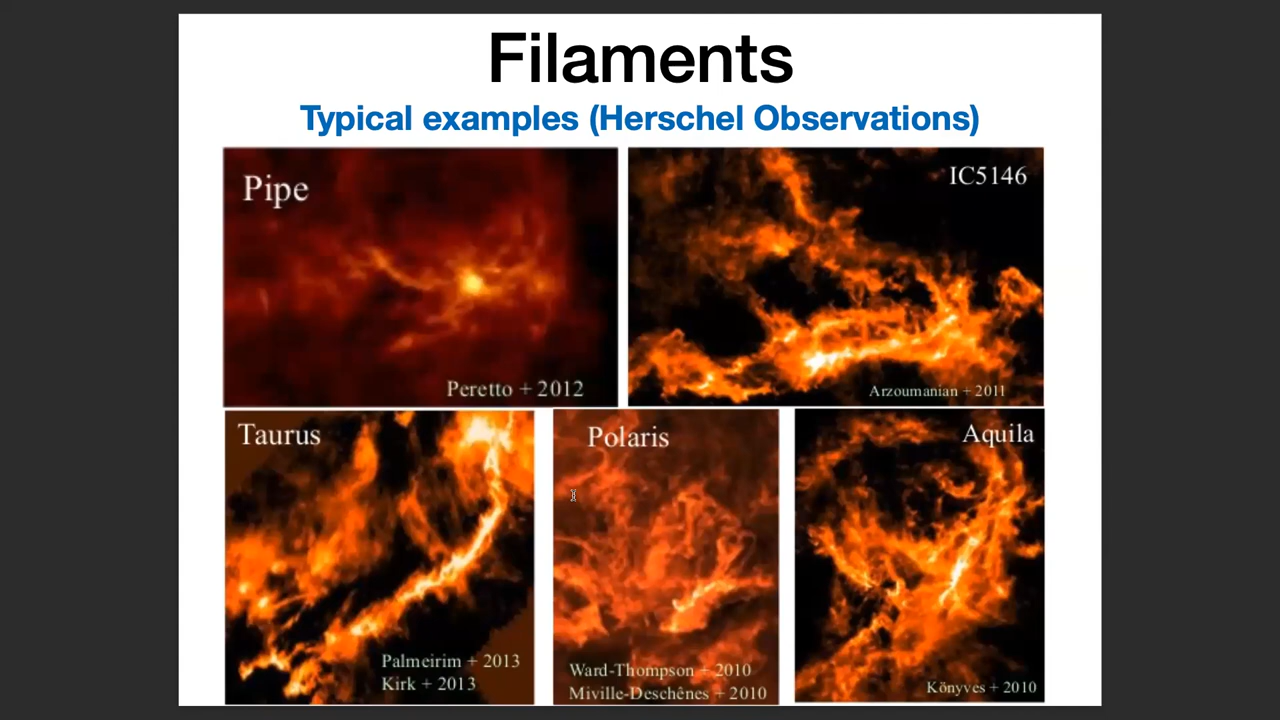 Filaments
Typical examples (Herschel Observations)
Pipe
Peretto + 2012
IC5146
Arzoumanian + 2011
Taurus
Palmeirim + 2013
Kirk + 2013
Polaris
Ward-Thompson + 2010
Miville-Deschênes + 2010
Aquila
Könyves + 2010